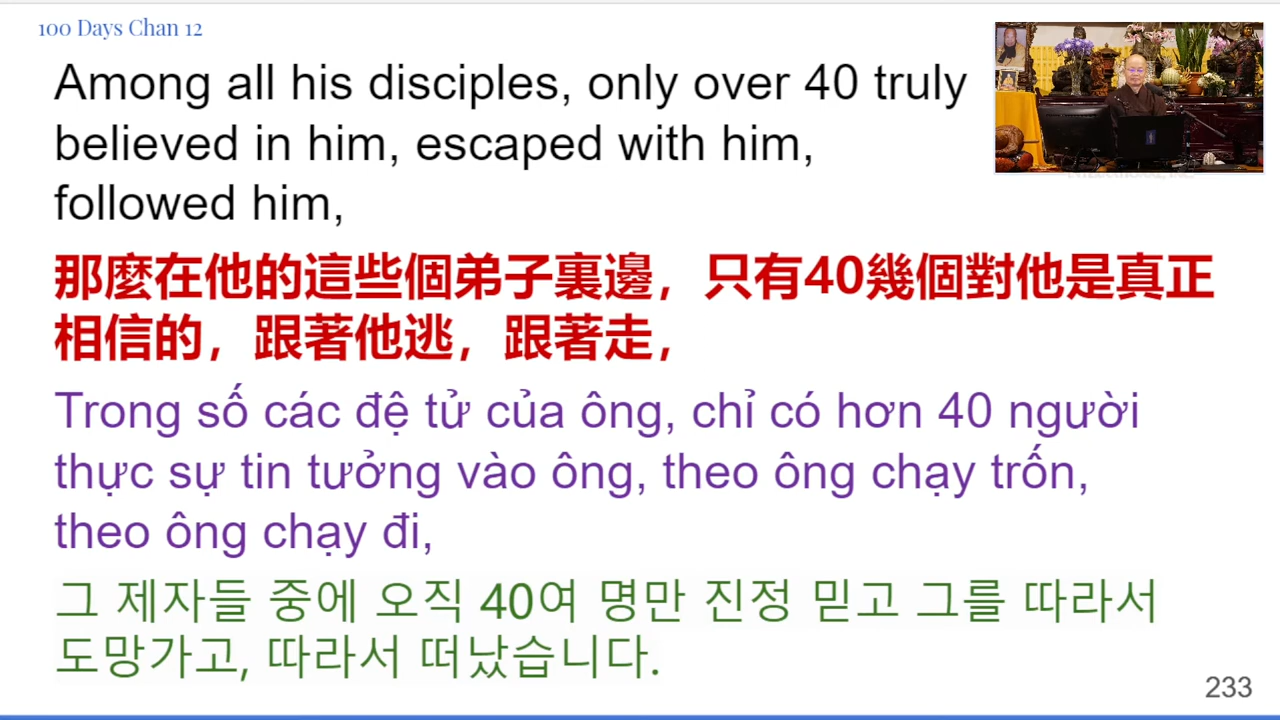 100 Days Chan 12
Among all his disciples, only over 40 truly
believed in him, escaped with him,
followed him,
那麼在他的這些個弟子裏邊，只有40幾個對他是真正
相信的，跟著他逃，跟著走，
Trong số các đệ tử của ông, chỉ có hơn 40 người
thực sự tin tưởng vào ông, theo ông chạy trốn,
theo ông chạy đi,
그 제자들 중에 오직 40여 명만 진정 믿고 그를 따라서
도망가고, 따라서 떠났습니다.
233